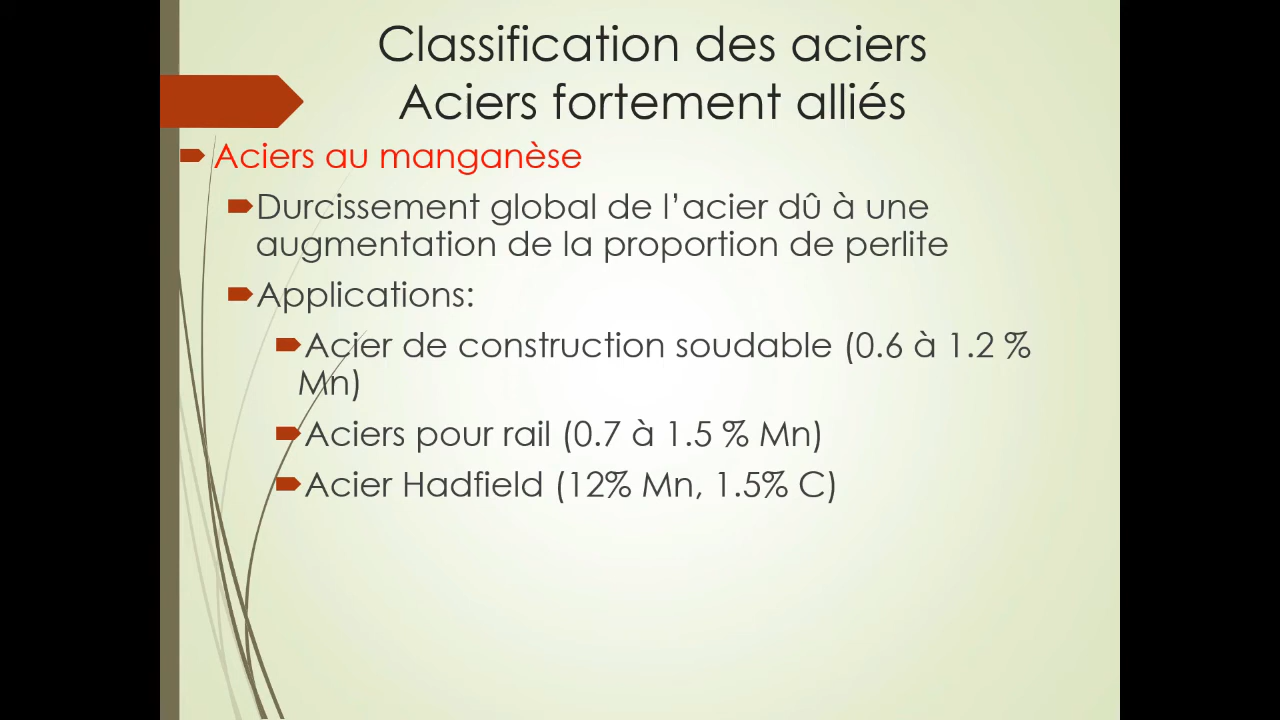 Classification des aciers
Aciers fortement alliés
Aciers au manganèse
Durcissement global de l’acier dû à une
augmentation de la proportion de perlite
Applications:
Acier de construction soudable (0.6 à 1.2 %
Mn)
Aciers pour rail (0.7 à 1.5 % Mn)
Acier Hadfield (12% Mn, 1.5% C)